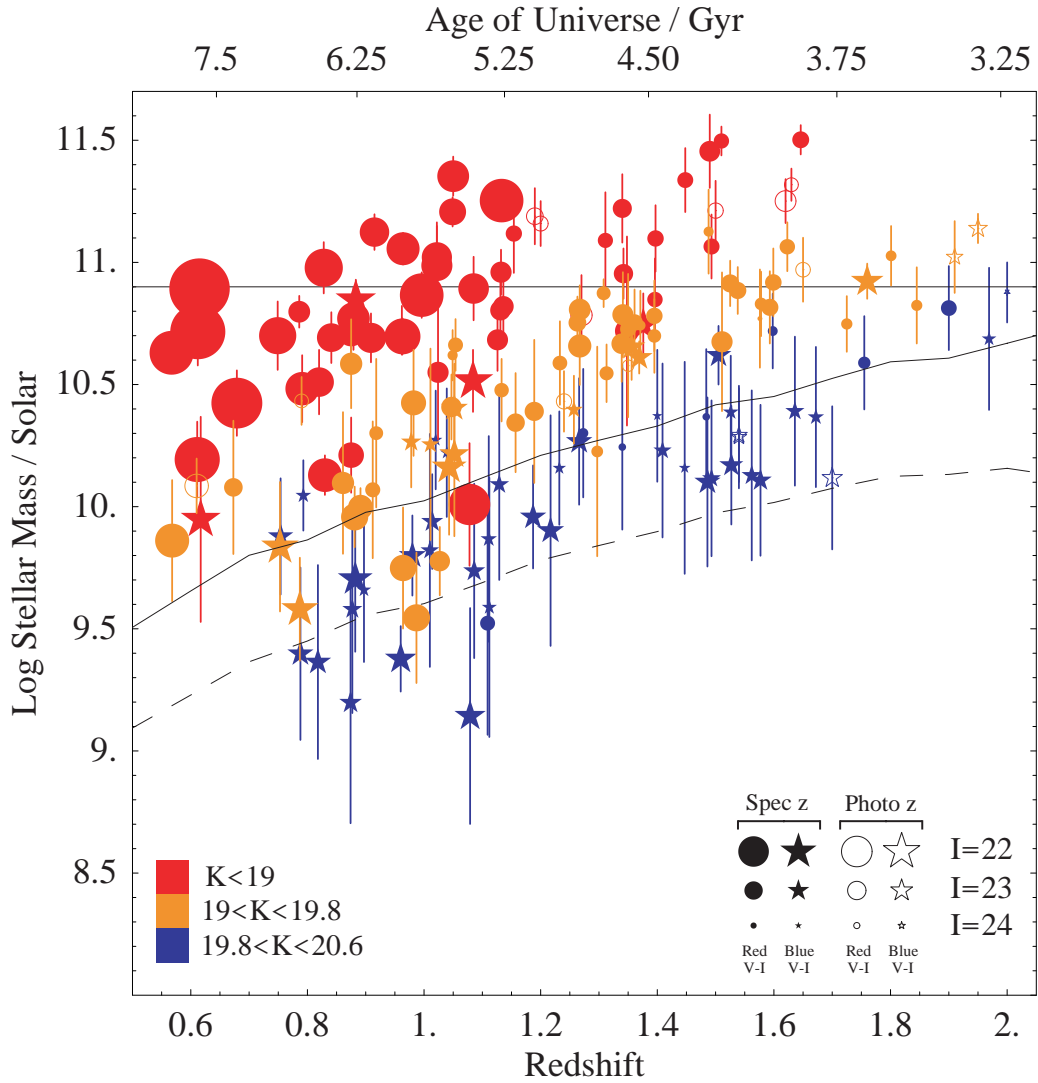 Age of Universe / Gyr
7.5 6.25 5.25 4.50 3.75 3.25
11.5
11.
10.5
10.
9.5
9.
8.5
Log Stellar Mass / Solar
Spec z Photo z
I=22
I=23
I=24
Red V-I
Blue V-I
Red V-I
Blue V-I
K<19
19<K<19.8
19.8<K<20.6
0.6 0.8 1. 1.2 1.4 1.6 1.8 2.
Redshift